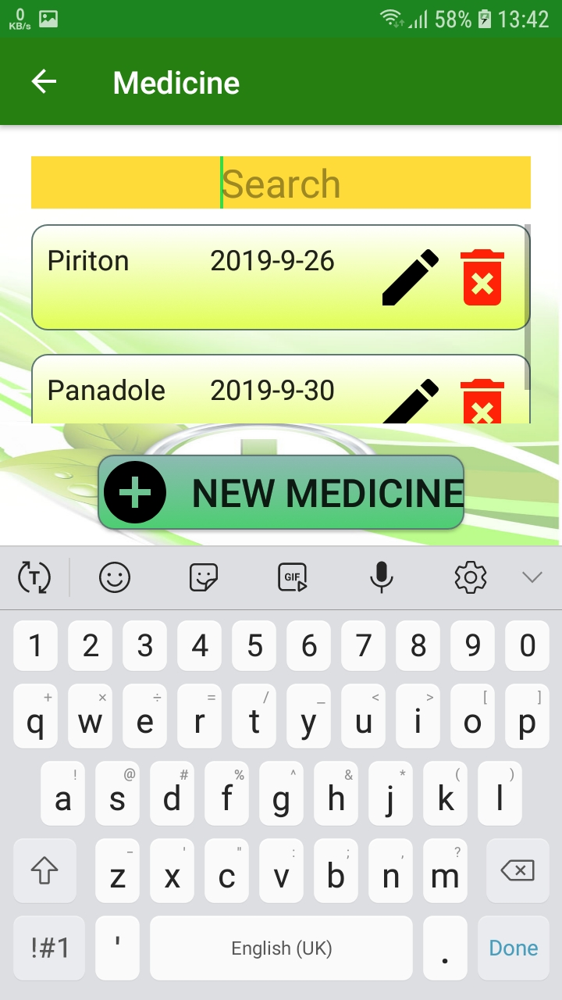 0
KB/s
58% 13:42
Medicine
Search
Piriton 2019-9-26
Panadole 2019-9-30
NEW MEDICINE
T GIF
1 2 3 4 5 6 7 8 9 0
+ × ÷ = / _ < > [ ]
q w e r t y u i o p
! @ # % ^ & * ( )
a s d f g h j k l
- ' " : ; , ?
z x c v b n m
!#1 ' English (UK) . Done